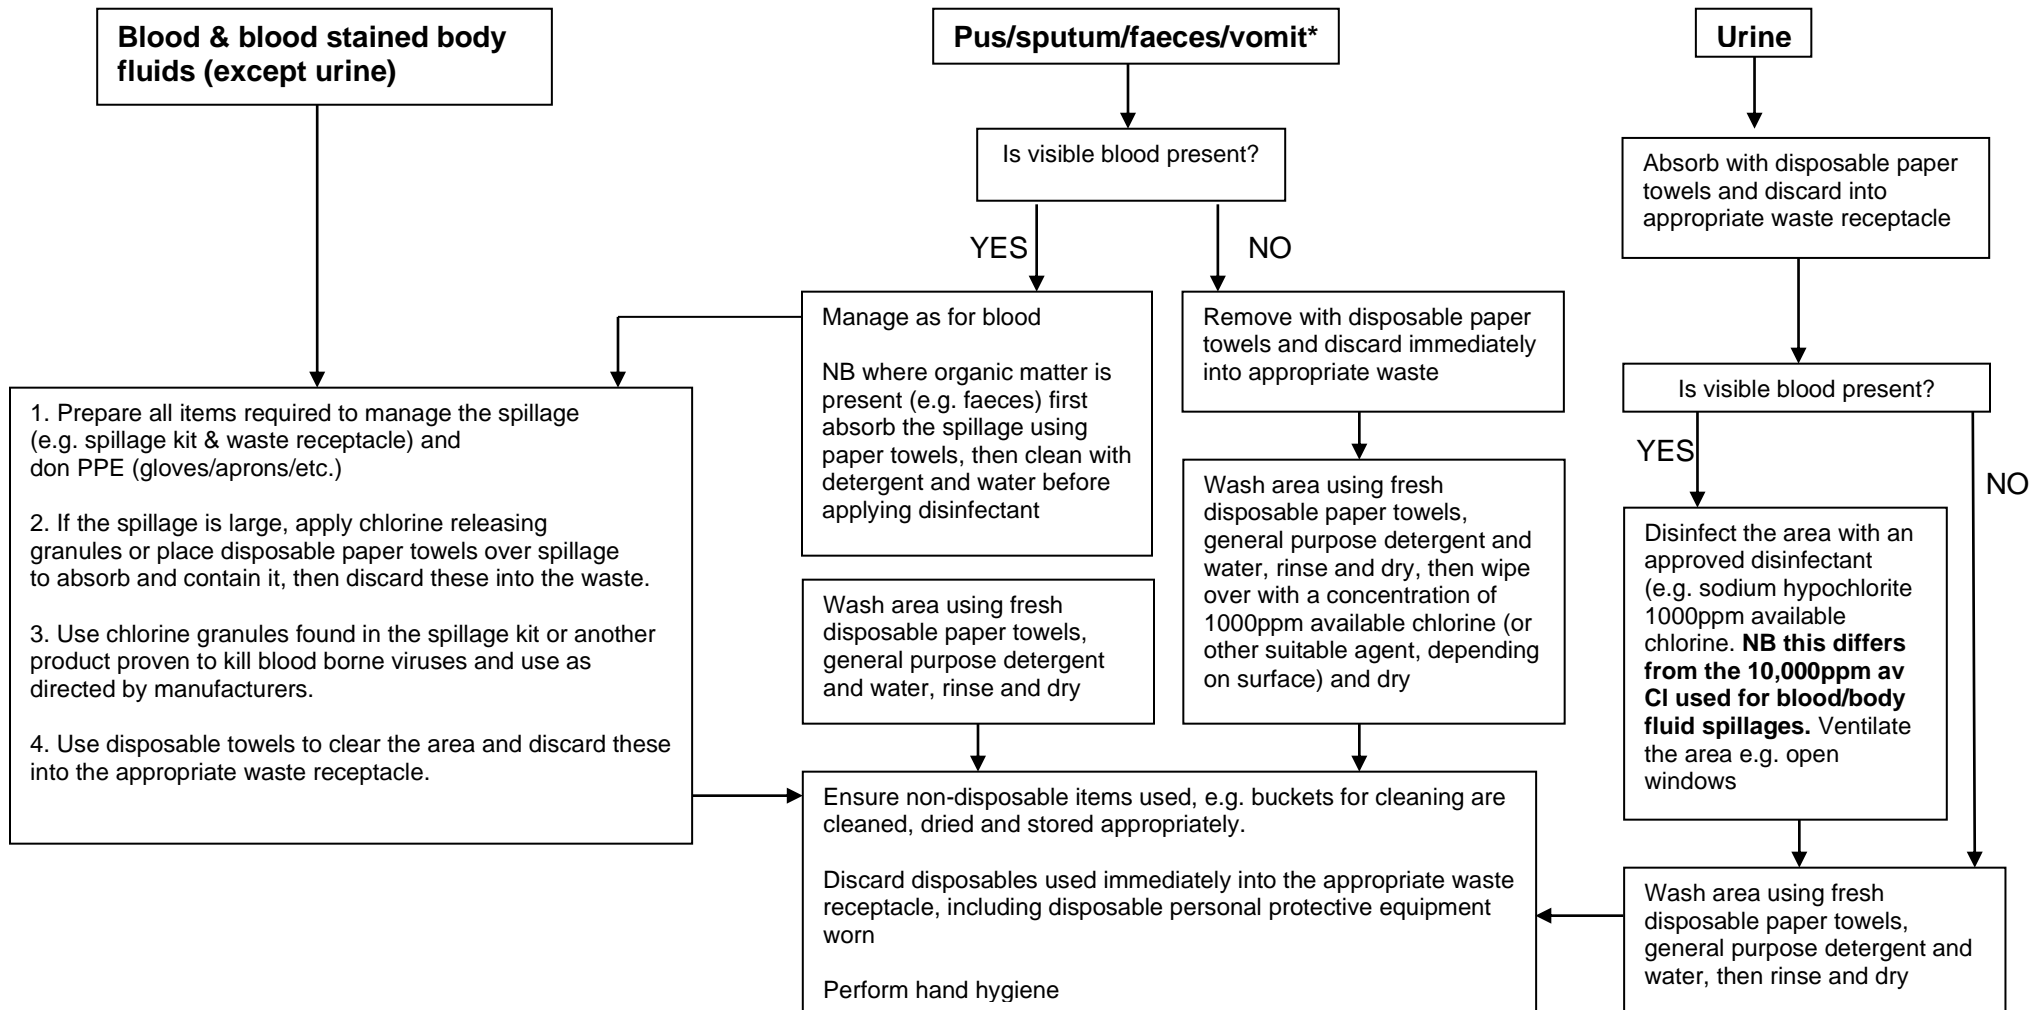 Blood & blood stained body
fluids (except urine)
Pus/sputum/faeces/vomit*
Urine
Is visible blood present?
Absorb with disposable paper
towels and discard into
appropriate waste receptacle
YES
NO
Manage as for blood
NB where organic matter is
present (e.g. faeces) first
absorb the spillage using
paper towels, then clean with
detergent and water before
applying disinfectant
Remove with disposable paper
towels and discard immediately
into appropriate waste
Is visible blood present?
YES
NO
1. Prepare all items required to manage the spillage
(e.g. spillage kit & waste receptacle) and
don PPE (gloves/aprons/etc.)
2. If the spillage is large, apply chlorine releasing
granules or place disposable paper towels over spillage
to absorb and contain it, then discard these into the waste.
3. Use chlorine granules found in the spillage kit or another
product proven to kill blood borne viruses and use as
directed by manufacturers.
4. Use disposable towels to clear the area and discard these
into the appropriate waste receptacle.
Wash area using fresh
disposable paper towels,
general purpose detergent
and water, rinse and dry
Wash area using fresh
disposable paper towels,
general purpose detergent and
water, rinse and dry, then wipe
over with a concentration of
1000ppm available chlorine (or
other suitable agent, depending
on surface) and dry
Disinfect the area with an
approved disinfectant
(e.g. sodium hypochlorite
1000ppm available
chlorine. NB this differs
from the 10,000ppm av
Cl used for blood/body
fluid spillages. Ventilate
the area e.g. open
windows
Ensure non-disposable items used, e.g. buckets for cleaning are
cleaned, dried and stored appropriately.
Discard disposables used immediately into the appropriate waste
receptacle, including disposable personal protective equipment
worn
Perform hand hygiene
Wash area using fresh
disposable paper towels,
general purpose detergent and
water, then rinse and dry